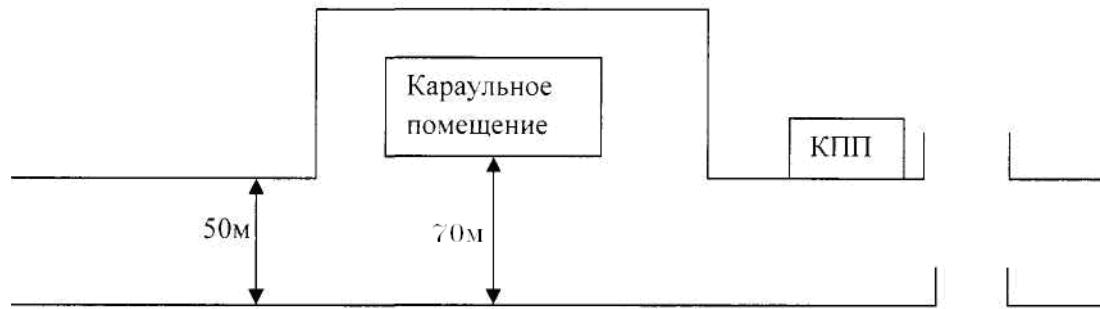 Караульное
помещение
КПП
50м
70м